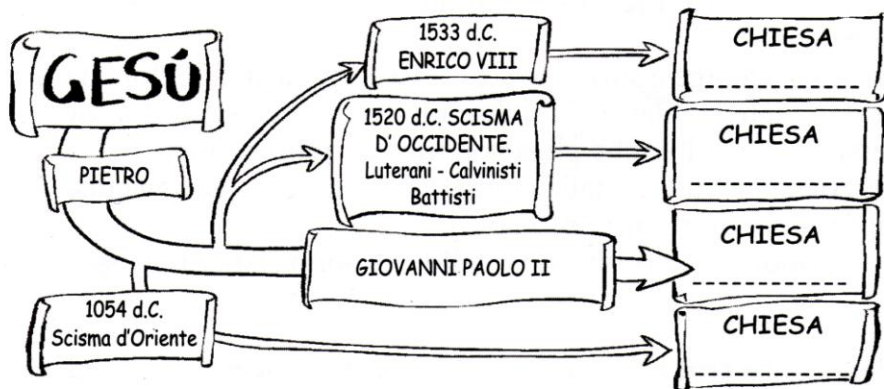 GESÚ
PIETRO
1054 d.C.
Scisma d'Oriente
1533 d.C.
ENRICO VIII
1520 d.C. SCISMA
D' OCCIDENTE.
Luterani - Calvinisti
Battisti
GIOVANNI PAOLO II
CHIESA
CHIESA
CHIESA
CHIESA